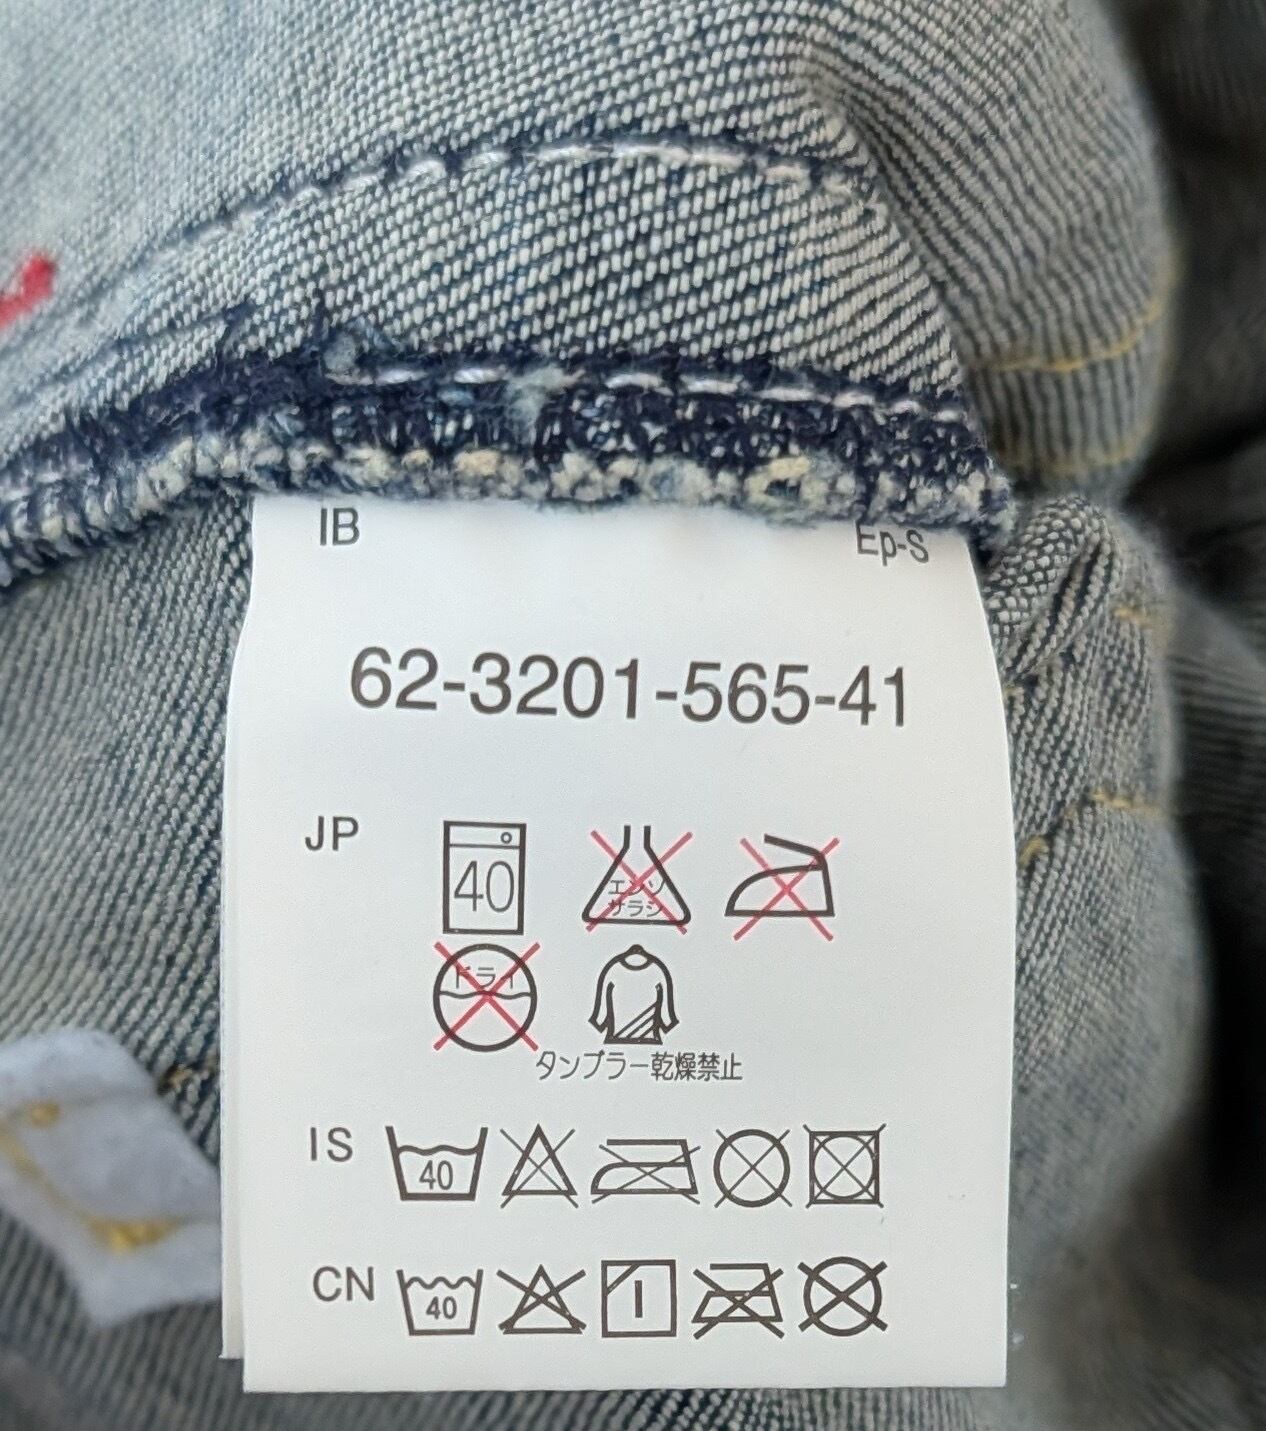 IB Ep-S
62-3201-565-41
JP 40 エンソ
サラシ
ドライ
タンブラー乾燥禁止
IS 40
CN 40